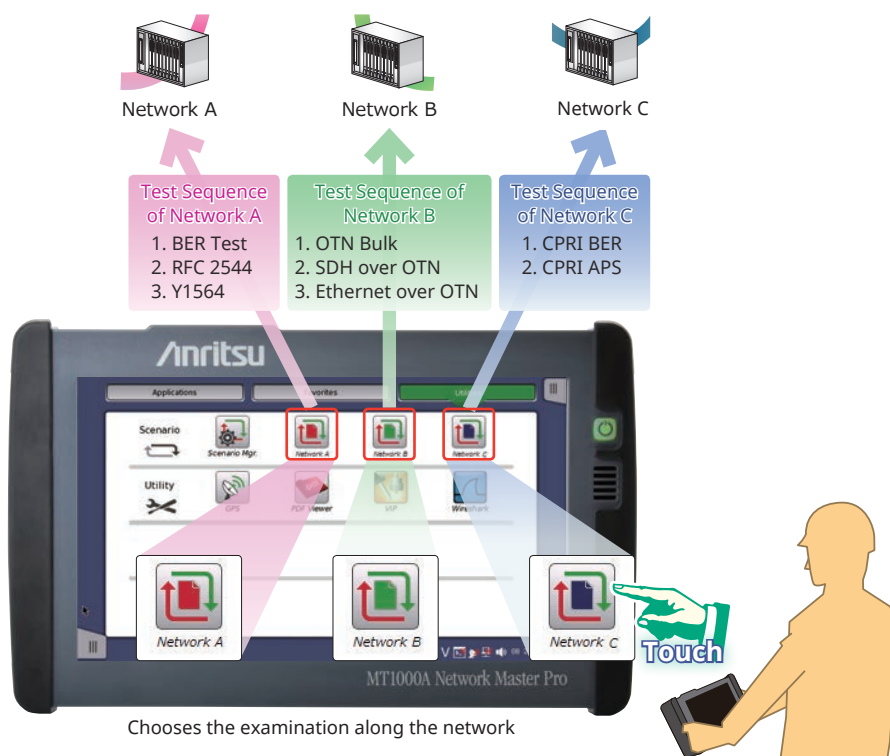 Network A
Network B
Network C
Test Sequence
of Network A
1. BER Test
2. RFC 2544
3. Y1564
Test Sequence of
Network B
1. OTN Bulk
2. SDH over OTN
3. Ethernet over OTN
Test Sequence
of Network C
1. CPRI BER
2. CPRI APS
Anritsu
Applications
Favorites
Scenario
Scenario Mgr.
Network A
Network B
Network C
Utility
GPS
PDF Viewer
VIP
Wireshark
Network A
Network B
Network C
Touch
MT1000A Network Master Pro
Chooses the examination along the network